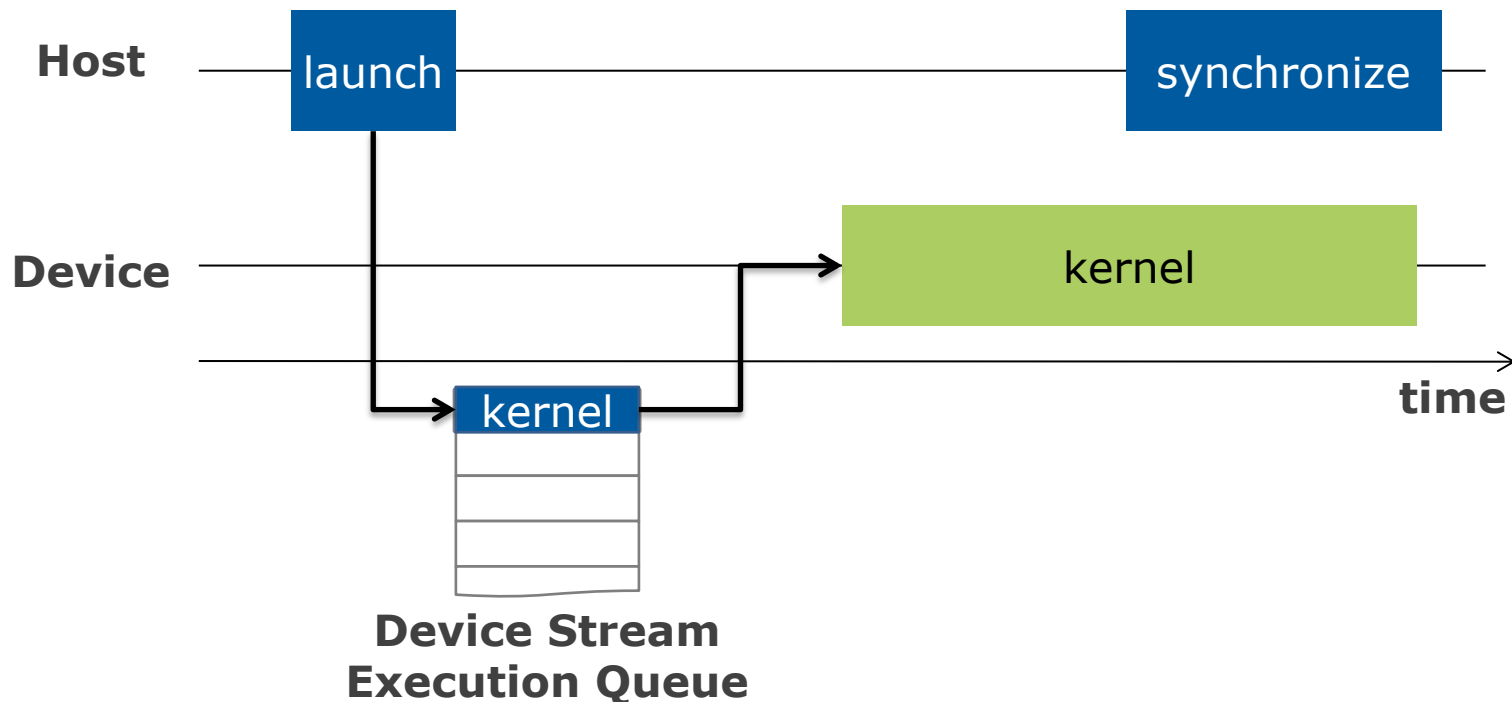 Host
launch
synchronize
Device
kernel
time
kernel
Device Stream
Execution Queue